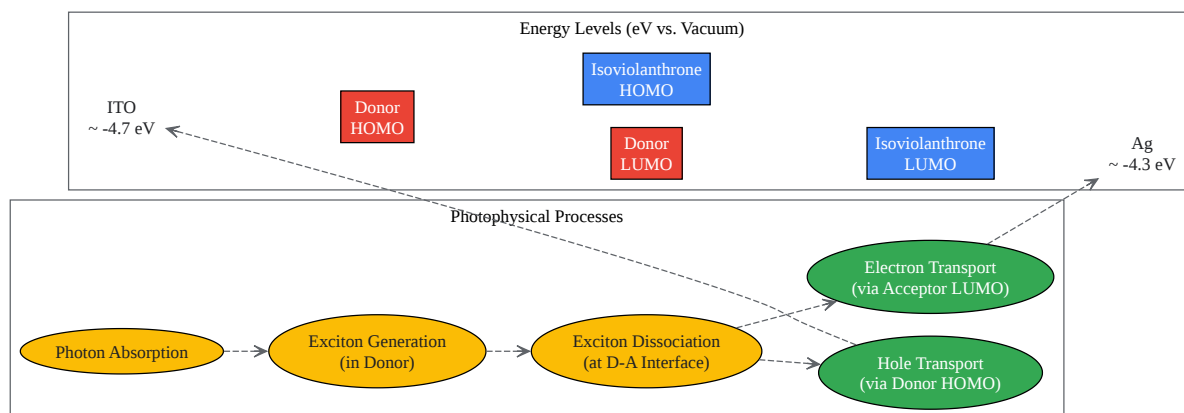 Energy Levels (eV vs. Vacuum)
Isoviolanthrone
HOMO
ITO
~ -4.7 eV
Donor
HOMO
Donor
LUMO
Isoviolanthrone
LUMO
Ag
~ -4.3 eV
Photophysical Processes
Electron Transport
(via Acceptor LUMO)
Photon Absorption
Exciton Generation
(in Donor)
Exciton Dissociation
(at D-A Interface)
Hole Transport
(via Donor HOMO)